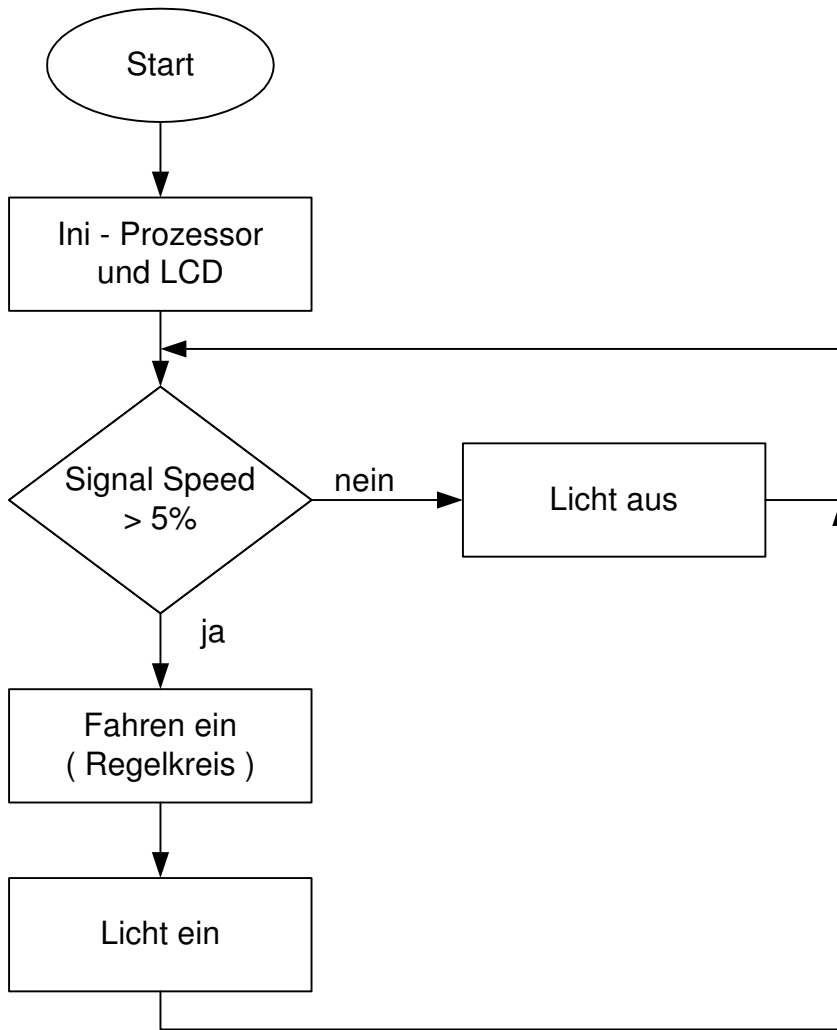 Start
Ini - Prozessor
und LCD
Signal Speed
> 5%
nein
Licht aus
ja
Fahren ein
( Regelkreis )
Licht ein